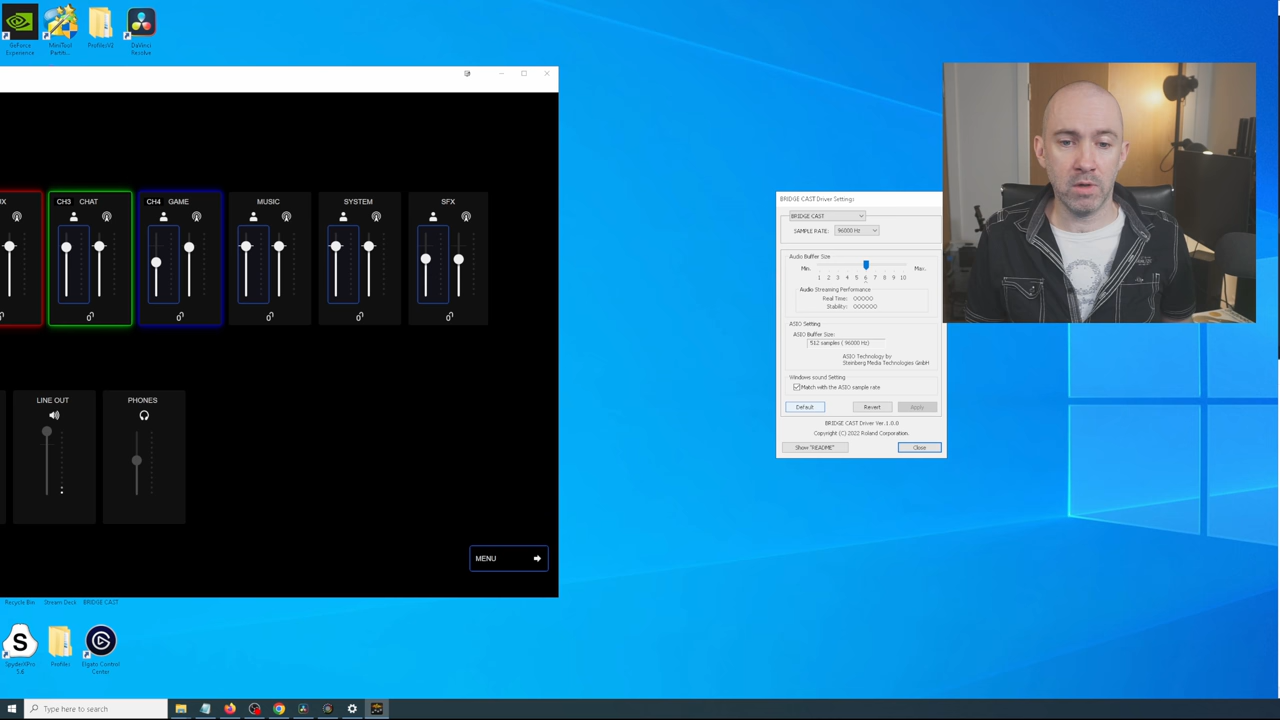 GeForce
Experience
MiniTool
Partiti...
ProfilesV2
DaVinci
Resolve
UX
CH3 CHAT
CH4 GAME
MUSIC
SYSTEM
SFX
LINE OUT
PHONES
MENU
BRIDGE CAST Driver Settings
BRIDGE CAST
SAMPLE RATE: 96000 Hz
Audio Buffer Size
Min. Max.
1 2 3 4 5 6 7 8 9 10
Audio Streaming Performance
Real Time: OOOOO
Stability: OOOOOO
ASIO Setting
ASIO Buffer Size:
512 samples ( 96000 Hz)
ASIO Technology by
Steinberg Media Technologies GmbH
Windows sound Setting
Match with the ASIO sample rate
Default Revert Apply
BRIDGE CAST Driver Ver.1.0.0
Copyright (C) 2022 Roland Corporation.
Show "README" Close
Recycle Bin Stream Deck BRIDGE CAST
S
SpyderXPro
5.6
Profiles
Elgato Control
Center
Type here to search